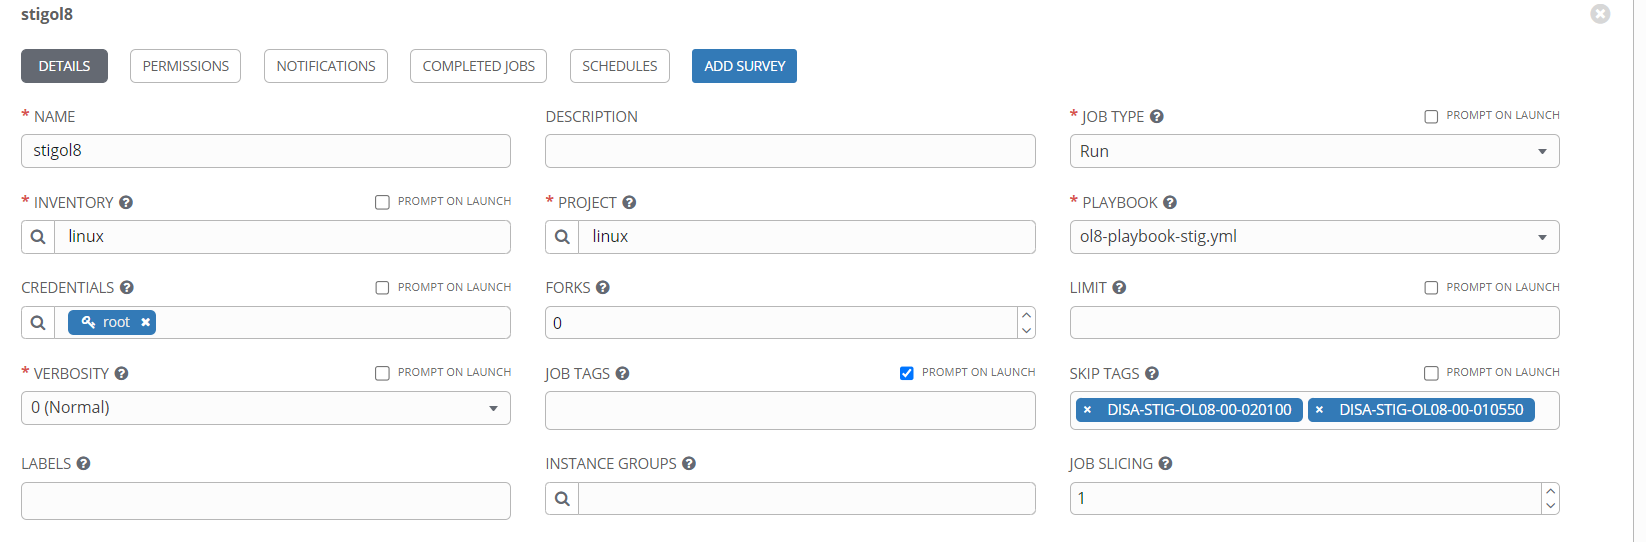 stigol8
DETAILS PERMISSIONS NOTIFICATIONS COMPLETED JOBS SCHEDULES ADD SURVEY
* NAME DESCRIPTION * JOB TYPE PROMPT ON LAUNCH
stigol8 Run
* INVENTORY PROMPT ON LAUNCH * PROJECT * PLAYBOOK
linux linux ol8-playbook-stig.yml
CREDENTIALS PROMPT ON LAUNCH FORKS LIMIT PROMPT ON LAUNCH
root 0
* VERBOSITY PROMPT ON LAUNCH JOB TAGS PROMPT ON LAUNCH SKIP TAGS PROMPT ON LAUNCH
0 (Normal) × DISA-STIG-OL08-00-020100 × DISA-STIG-OL08-00-010550
LABELS INSTANCE GROUPS JOB SLICING
1